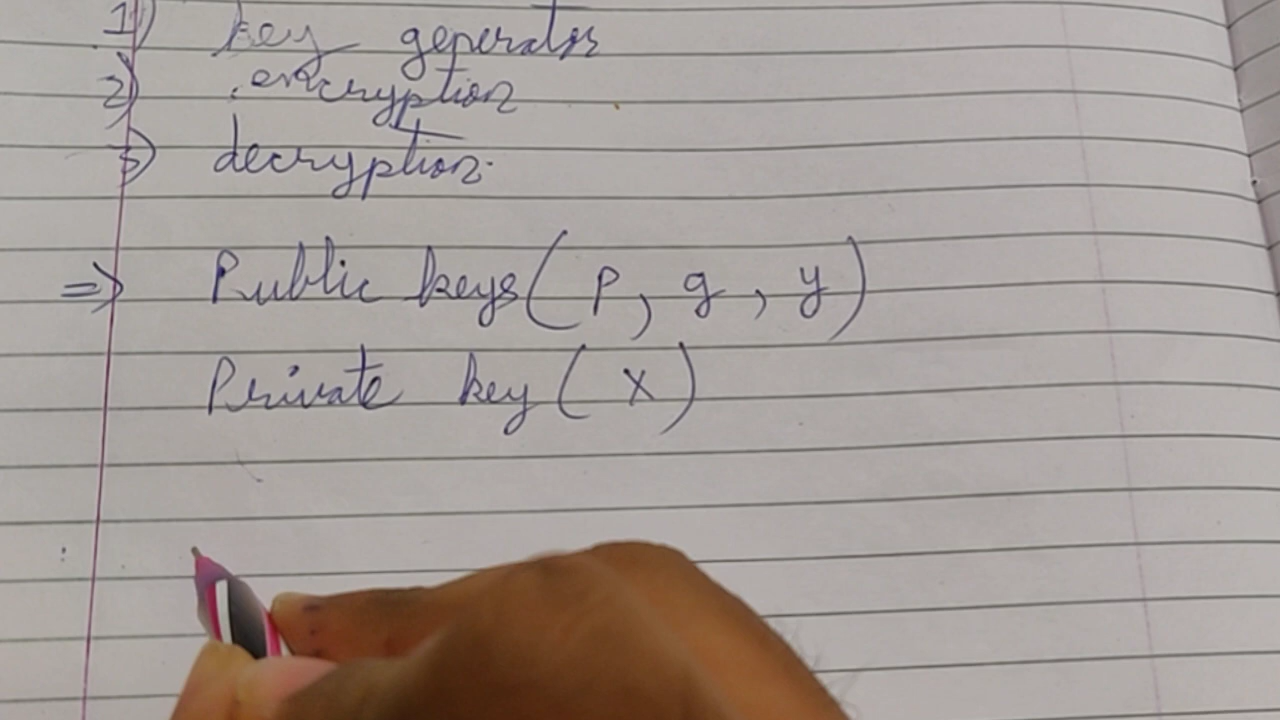 1) key generator
2) encryption
3) decryption.
=> Public keys ( P, g, y )
Private key ( x )